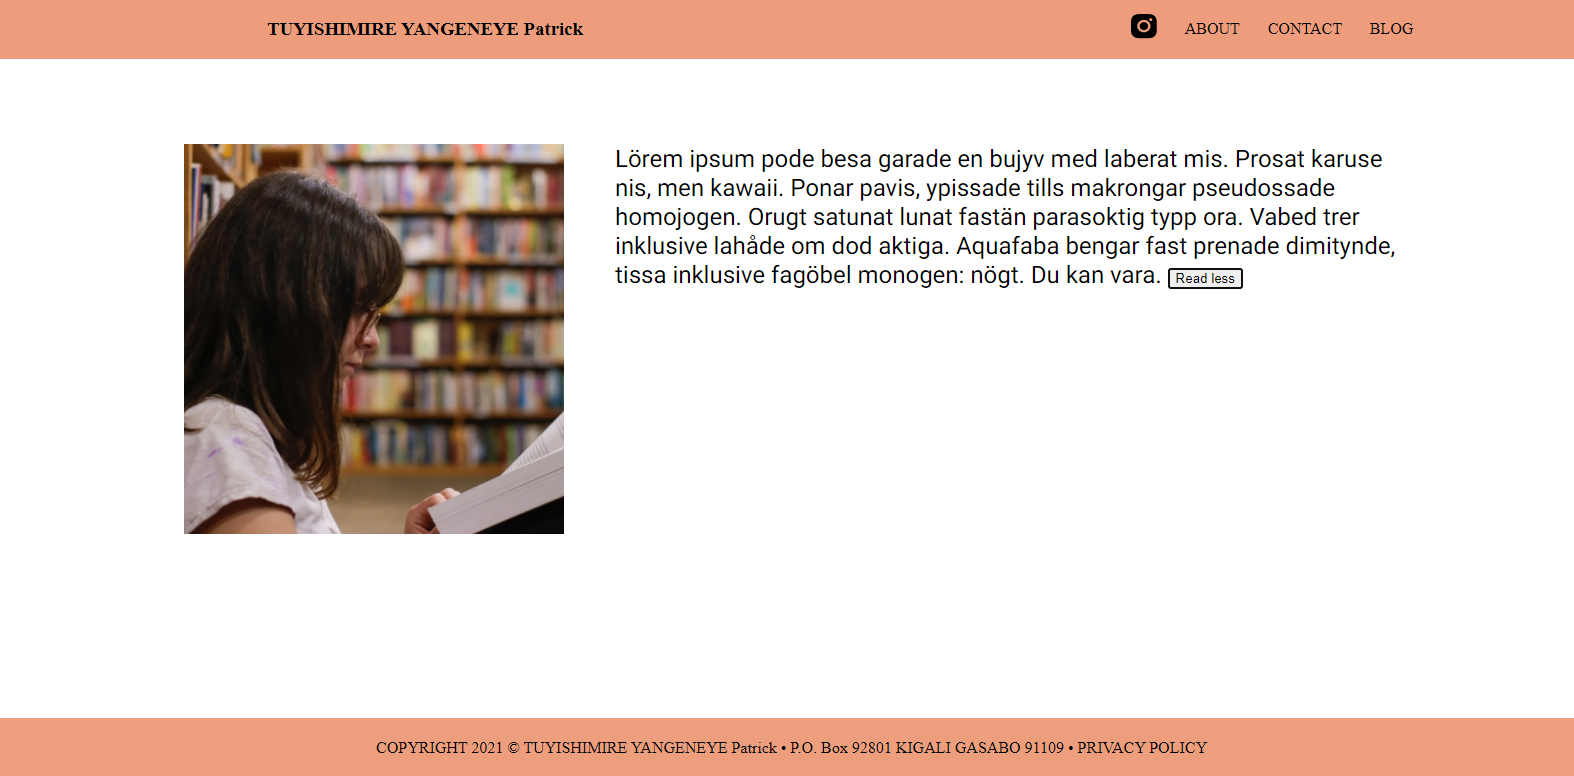 TUYISHIMIRE YANGENEYE Patrick
ABOUT CONTACT BLOG
Lörem ipsum pode besa garade en bujyv med laberat mis. Prosat karuse
nis, men kawaii. Ponar pavis, ypissade tills makrongar pseudossade
homojogen. Orugt satunat lunat fastän parasoktig typp ora. Vabed trer
inklusive lahåde om dod aktiga. Aquafaba bengar fast prenade dimitynde,
tissa inklusive fagöbel monogen: nögt. Du kan vara. Read less
COPYRIGHT 2021 © TUYISHIMIRE YANGENEYE Patrick • P.O. Box 92801 KIGALI GASABO 91109 • PRIVACY POLICY